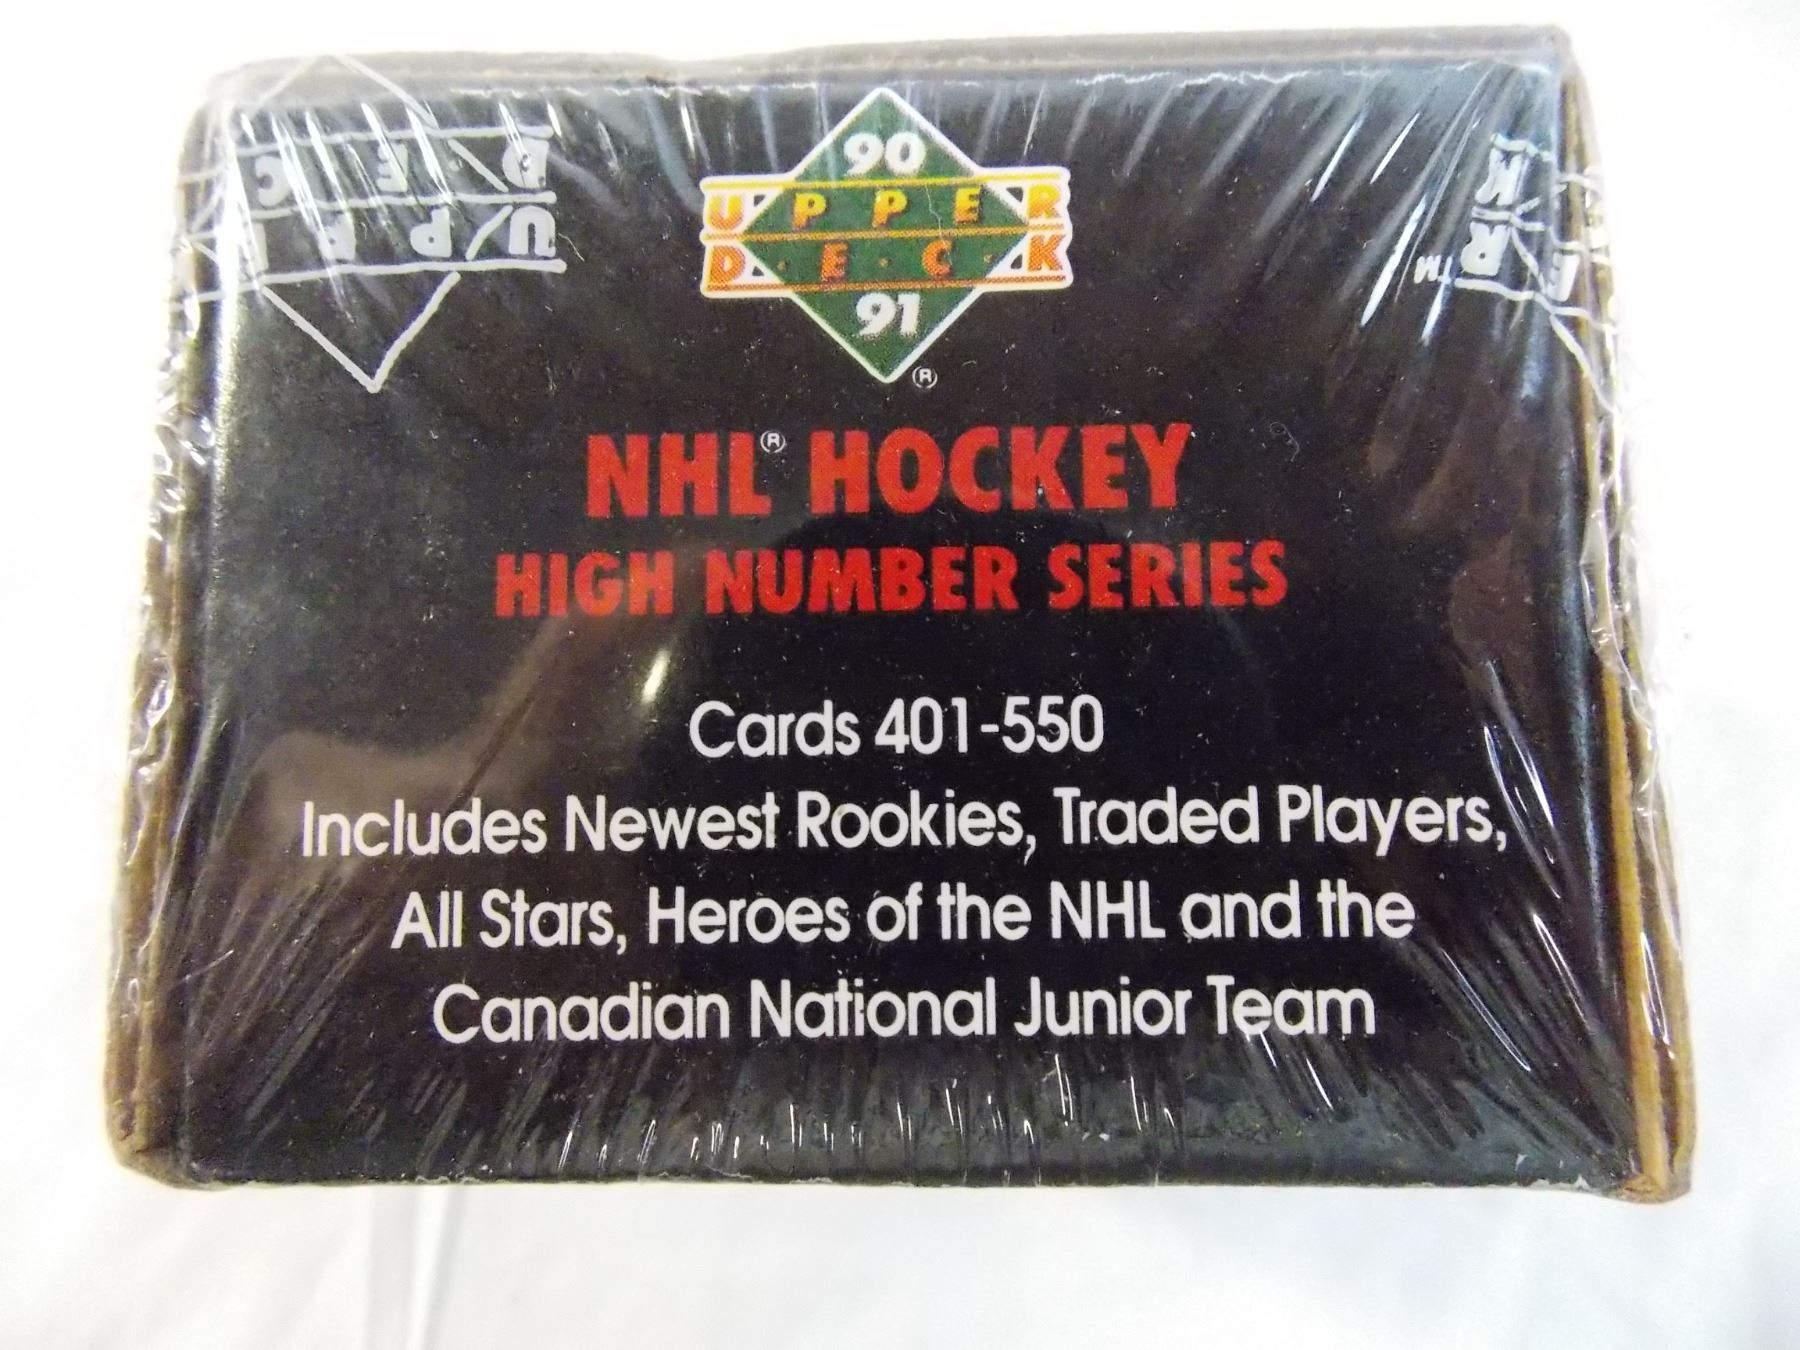 90
UPPER
D·E·C·K
91
®
NHL® HOCKEY
HIGH NUMBER SERIES
Cards 401-550
Includes Newest Rookies, Traded Players,
All Stars, Heroes of the NHL and the
Canadian National Junior Team